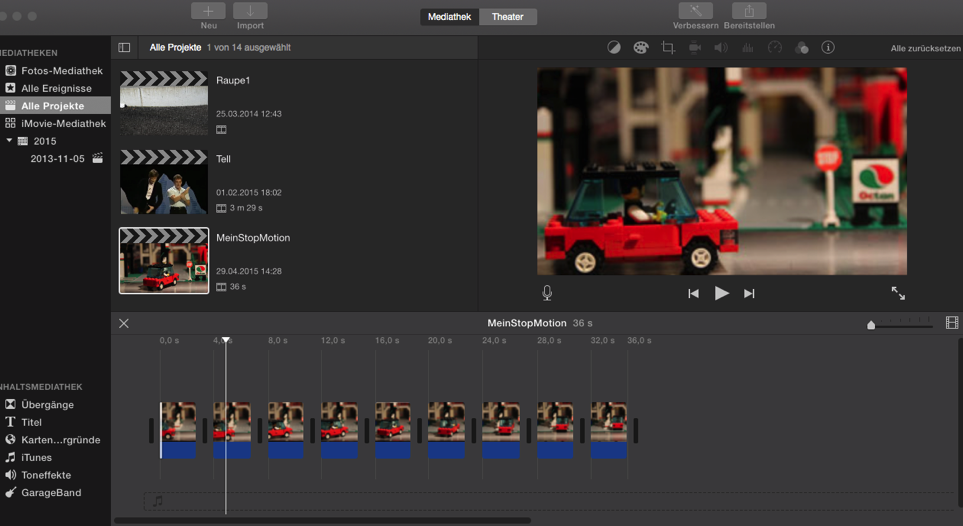 Neu Import
Mediathek Theater
Verbessern Bereitstellen
MEDIATHEKEN
Fotos-Mediathek
Alle Ereignisse
Alle Projekte
iMovie-Mediathek
2015
2013-11-05
Alle Projekte 1 von 14 ausgewählt
Raupe1
25.03.2014 12:43
Tell
01.02.2015 18:02
3 m 29 s
MeinStopMotion
29.04.2015 14:28
36 s
Alle zurücksetzen
STOP
Octan
MeinStopMotion 36 s
0,0 s 4,0 s 8,0 s 12,0 s 16,0 s 20,0 s 24,0 s 28,0 s 32,0 s 36,0 s
NHALTSMEDIATHEK
Übergänge
Titel
Karten...rgründe
iTunes
Toneffekte
GarageBand